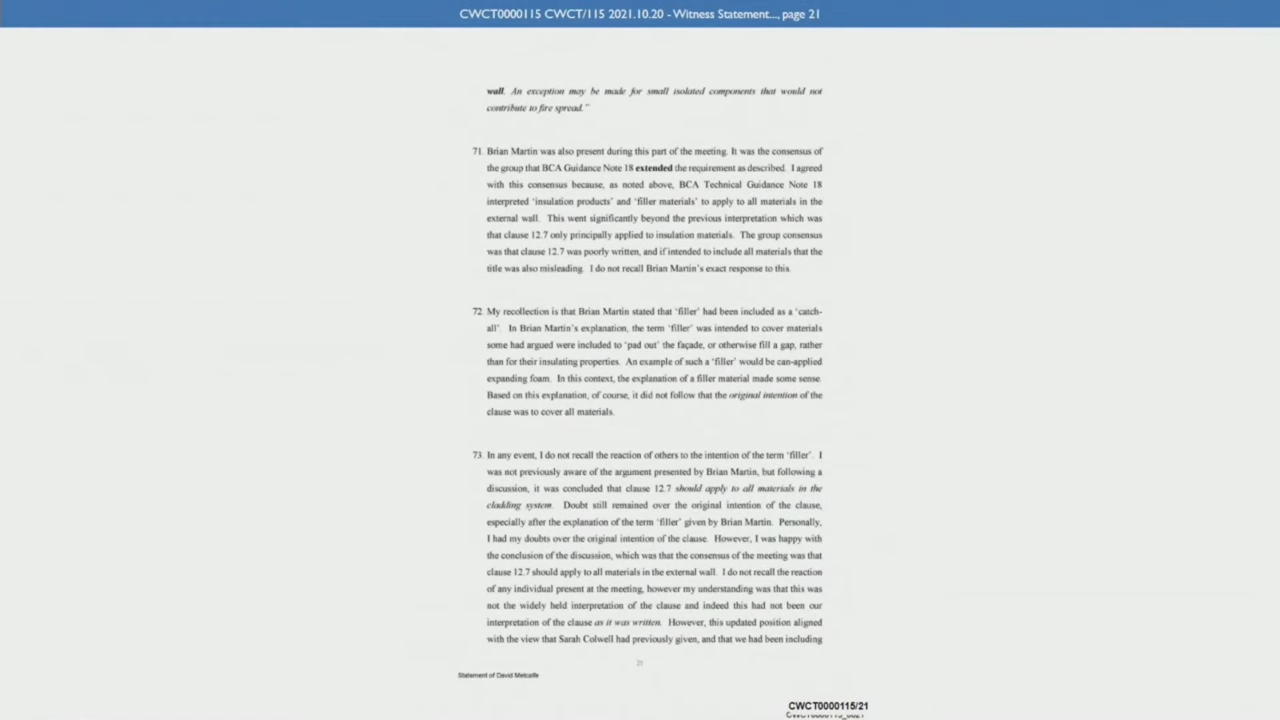 CWCT0000115 CWCT/115 2021.10.20 - Witness Statement..., page 21
wall. An exception may be made for small isolated components that would not
contribute to fire spread."
71. Brian Martin was also present during this part of the meeting. It was the consensus of
the group that BCA Guidance Note 18 extended the requirement as described. I agreed
with this consensus because, as noted above, BCA Technical Guidance Note 18
interpreted 'insulation products' and 'filler materials' to apply to all materials in the
external wall. This went significantly beyond the previous interpretation which was
that clause 12.7 only principally applied to insulation materials. The group consensus
was that clause 12.7 was poorly written, and if intended to include all materials that the
title was also misleading. I do not recall Brian Martin's exact response to this.
72. My recollection is that Brian Martin stated that 'filler' had been included as a 'catch-
all'. In Brian Martin's explanation, the term 'filler' was intended to cover materials
some had argued were included to 'pad out' the façade, or otherwise fill a gap, rather
than for their insulating properties. An example of such a 'filler' would be can-applied
expanding foam. In this context, the explanation of a filler material made some sense.
Based on this explanation, of course, it did not follow that the original intention of the
clause was to cover all materials.
73. In any event, I do not recall the reaction of others to the intention of the term 'filler'. I
was not previously aware of the argument presented by Brian Martin, but following a
discussion, it was concluded that clause 12.7 should apply to all materials in the
cladding system. Doubt still remained over the original intention of the clause,
especially after the explanation of the term 'filler' given by Brian Martin. Personally,
I had my doubts over the original intention of the clause. However, I was happy with
the conclusion of the discussion, which was that the consensus of the meeting was that
clause 12.7 should apply to all materials in the external wall. I do not recall the reaction
of any individual present at the meeting, however my understanding was that this was
not the widely held interpretation of the clause and indeed this had not been our
interpretation of the clause as it was written. However, this updated position aligned
with the view that Sarah Colwell had previously given, and that we had been including
21
Statement of David Metcalfe
CWCT0000115/21
CWCT0000115_0021